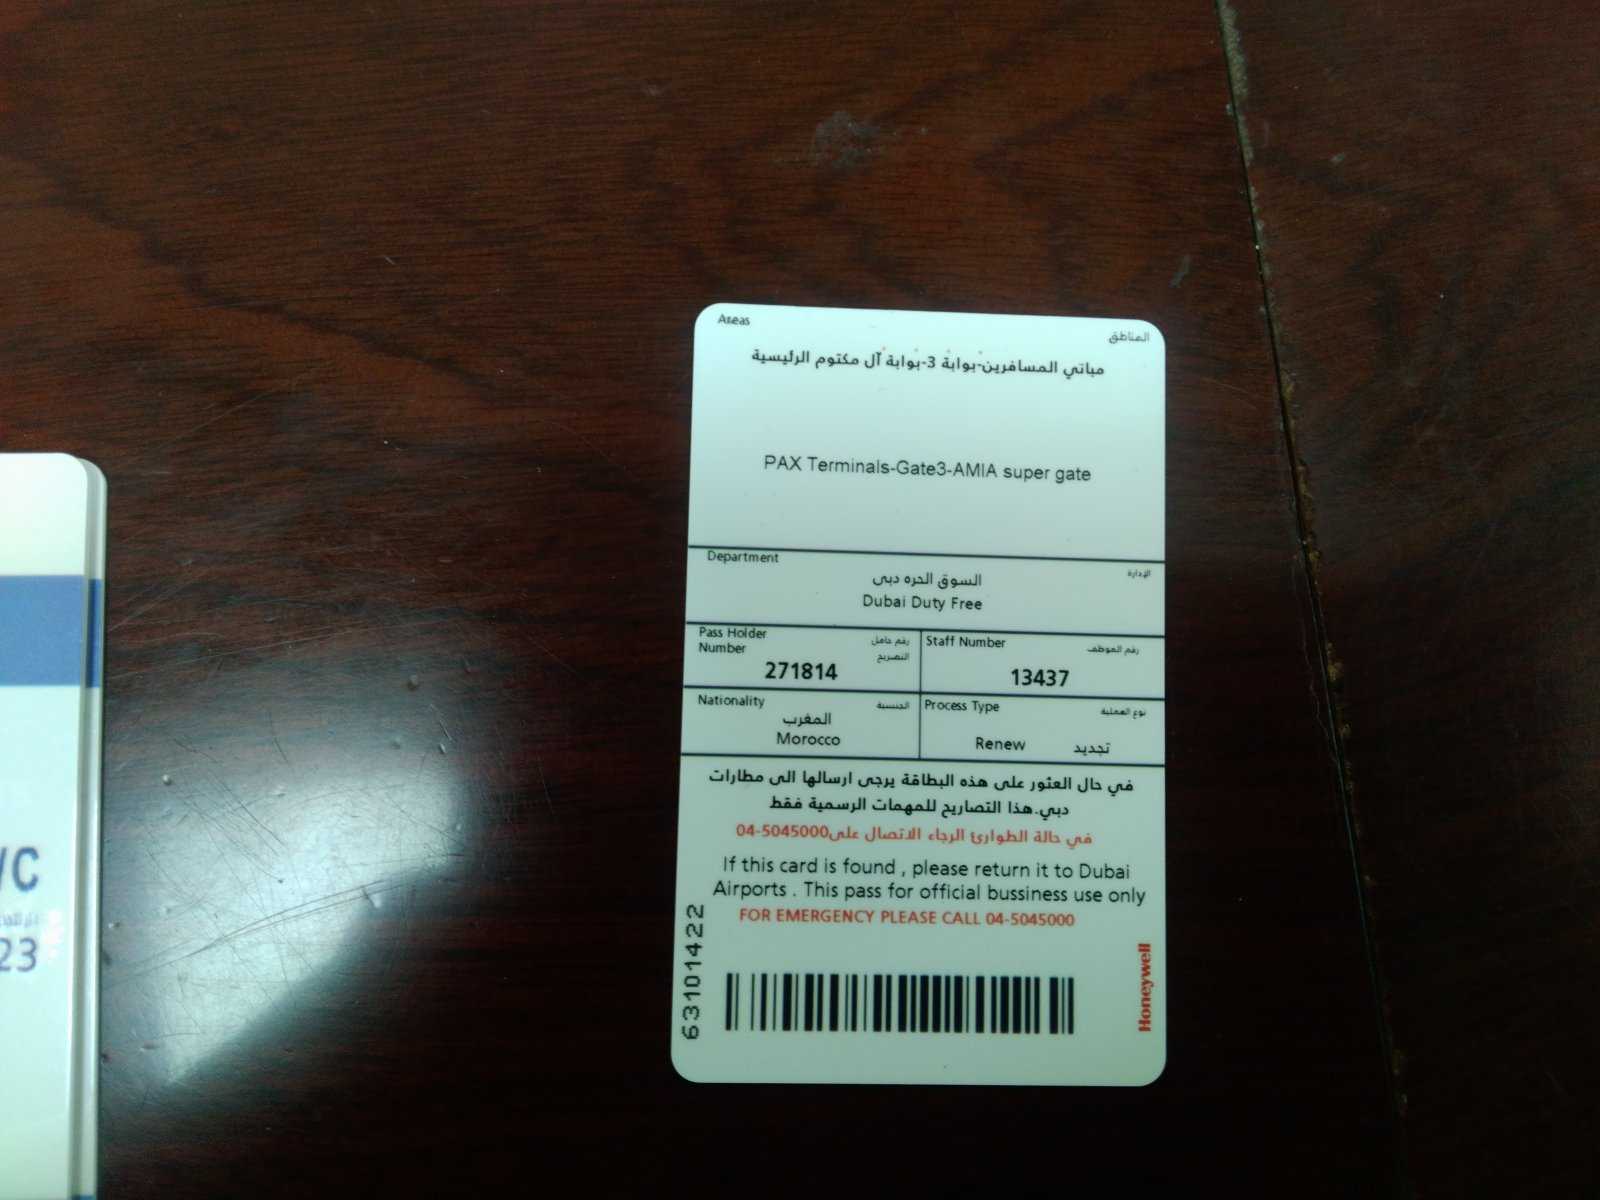 Areas
المناطق
مباتي المسافرين-بوابة 3-بوابة آل مكتوم الرئيسية
PAX Terminals-Gate3-AMIA super gate
Department
الإدارة
السوق الحره دبى
Dubai Duty Free
Pass Holder Number
رقم حامل التصريح
271814
Staff Number
رقم الموظف
13437
Nationality
الجنسية
المغرب
Morocco
Process Type
نوع العملية
Renew
تجديد
في حال العثور على هذه البطاقة يرجى ارسالها الى مطارات
دبي.هذا التصاريح للمهمات الرسمية فقط
في حالة الطوارئ الرجاء الاتصال على04-5045000
If this card is found , please return it to Dubai
Airports . This pass for official bussiness use only
FOR EMERGENCY PLEASE CALL 04-5045000
63101422
Honeywell
/C
23